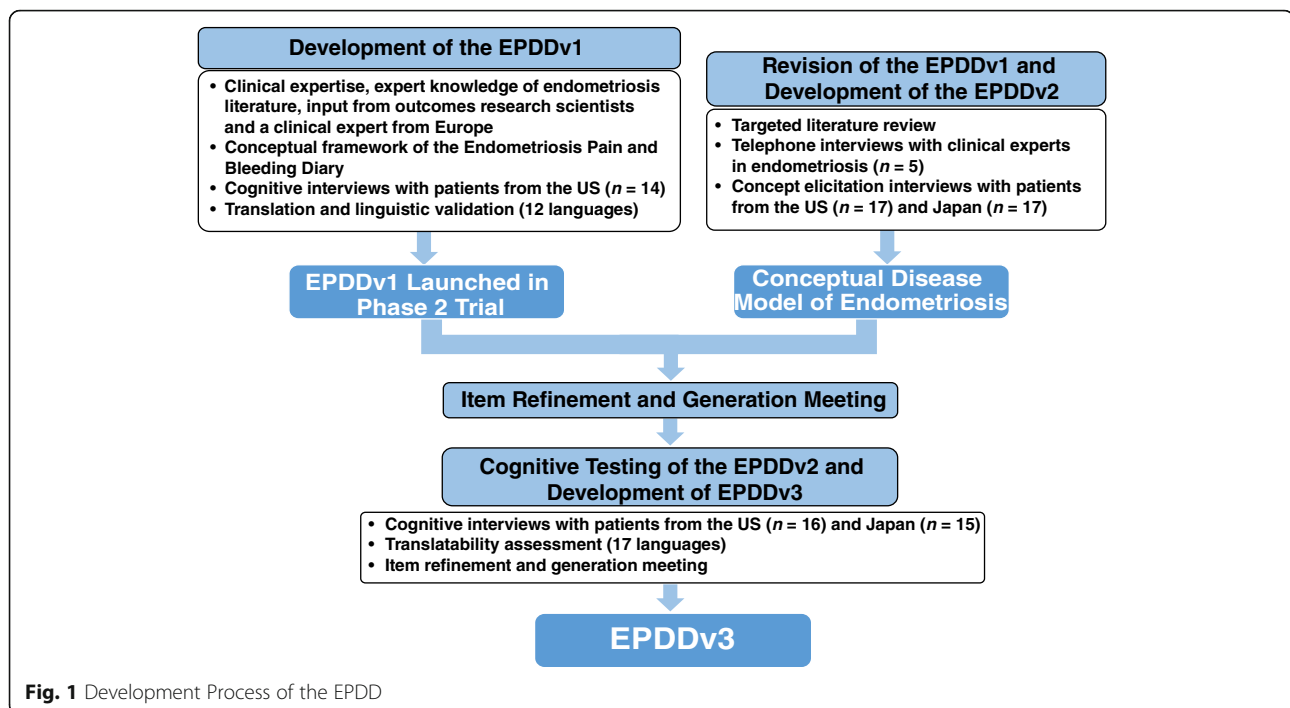 Development of the EPDDv1
• Clinical expertise, expert knowledge of endometriosis
literature, input from outcomes research scientists
and a clinical expert from Europe
• Conceptual framework of the Endometriosis Pain and
Bleeding Diary
• Cognitive interviews with patients from the US (n = 14)
• Translation and linguistic validation (12 languages)
EPDDv1 Launched in
Phase 2 Trial
Revision of the EPDDv1 and
Development of the EPDDv2
• Targeted literature review
• Telephone interviews with clinical experts
in endometriosis (n = 5)
• Concept elicitation interviews with patients
from the US (n = 17) and Japan (n = 17)
Conceptual Disease
Model of Endometriosis
Item Refinement and Generation Meeting
Cognitive Testing of the EPDDv2 and
Development of EPDDv3
• Cognitive interviews with patients from the US (n = 16) and Japan (n = 15)
• Translatability assessment (17 languages)
• Item refinement and generation meeting
EPDDv3
Fig. 1 Development Process of the EPDD